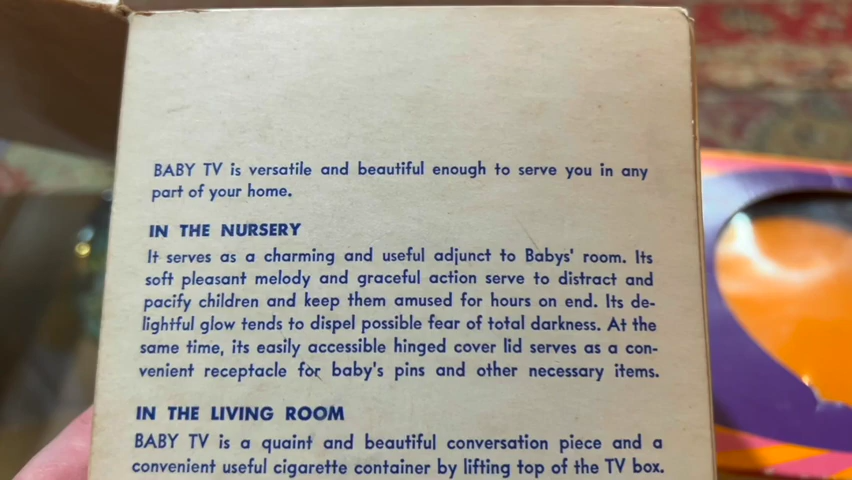 BABY TV is versatile and beautiful enough to serve you in any
part of your home.
IN THE NURSERY
It serves as a charming and useful adjunct to Babys' room. Its
soft pleasant melody and graceful action serve to distract and
pacify children and keep them amused for hours on end. Its de-
lightful glow tends to dispel possible fear of total darkness. At the
same time, its easily accessible hinged cover lid serves as a con-
venient receptacle for baby's pins and other necessary items.
IN THE LIVING ROOM
BABY TV is a quaint and beautiful conversation piece and a
convenient useful cigarette container by lifting top of the TV box.